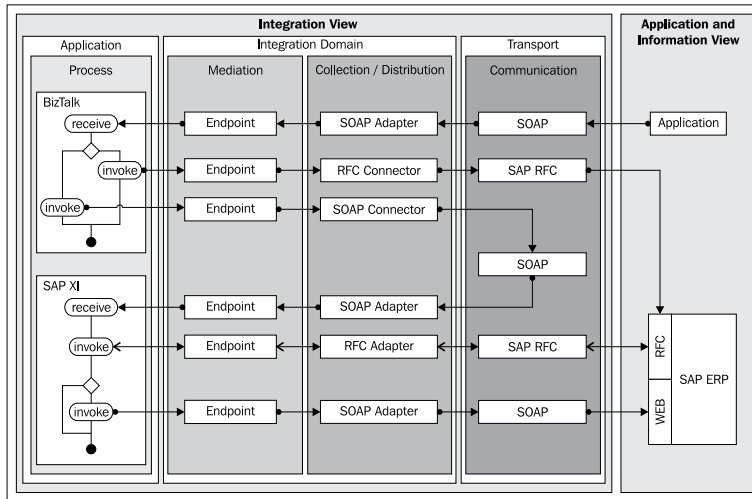 Integration View
Application and
Information View
Application
Integration Domain
Transport
Process
Mediation
Collection / Distribution
Communication
BizTalk
receive
Endpoint
SOAP Adapter
SOAP
Application
invoke
Endpoint
RFC Connector
SAP RFC
invoke
Endpoint
SOAP Connector
SOAP
SAP XI
receive
Endpoint
SOAP Adapter
invoke
Endpoint
RFC Adapter
SAP RFC
RFC
SAP ERP
WEB
invoke
Endpoint
SOAP Adapter
SOAP